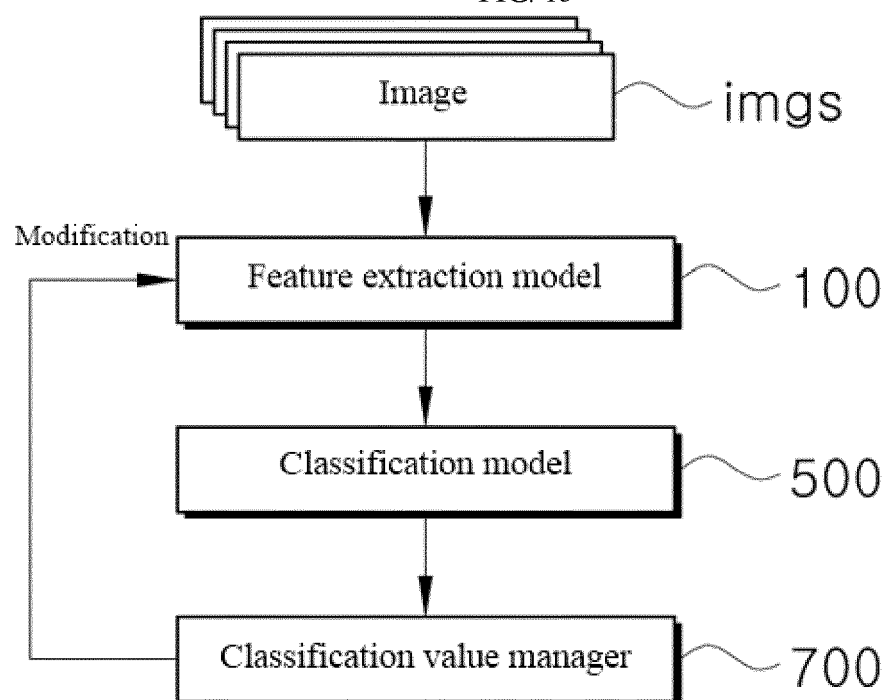 Image
imgs
Modification
Feature extraction model
100
Classification model
500
Classification value manager
700